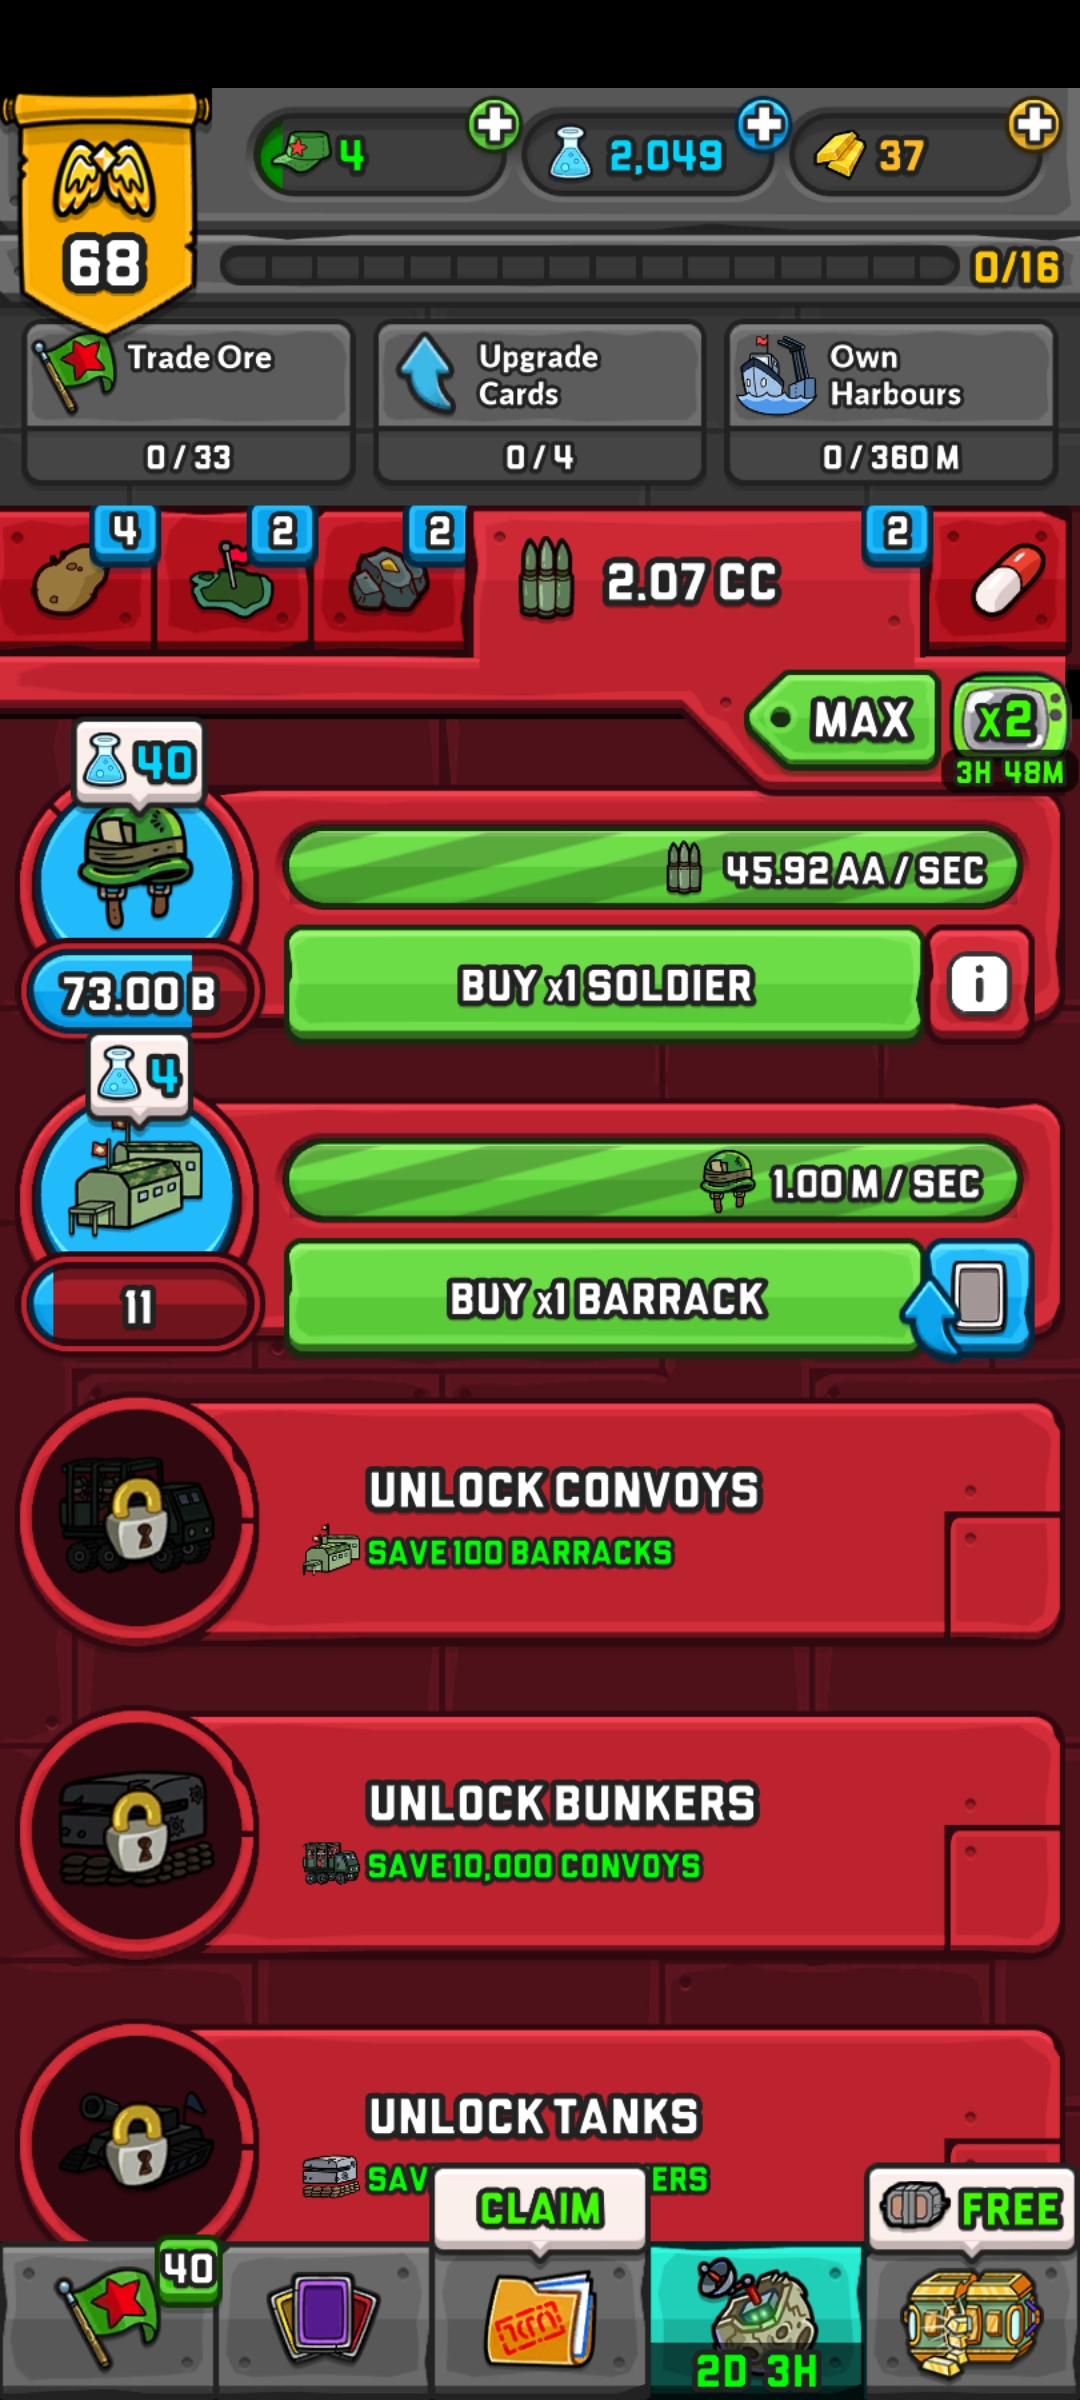 4
2,049
37
68
0/16
Trade Ore
0/33
Upgrade
Cards
0/4
Own
Harbours
0/360 M
4
2
2
2.07 CC
2
MAX
x2
3H 48M
40
45.92 AA / SEC
73.00 B
BUY x1 SOLDIER
i
4
1.00 M / SEC
11
BUY x1 BARRACK
UNLOCK CONVOYS
SAVE 100 BARRACKS
UNLOCK BUNKERS
SAVE 10,000 CONVOYS
UNLOCK TANKS
CLAIM
FREE
40
2D 3H